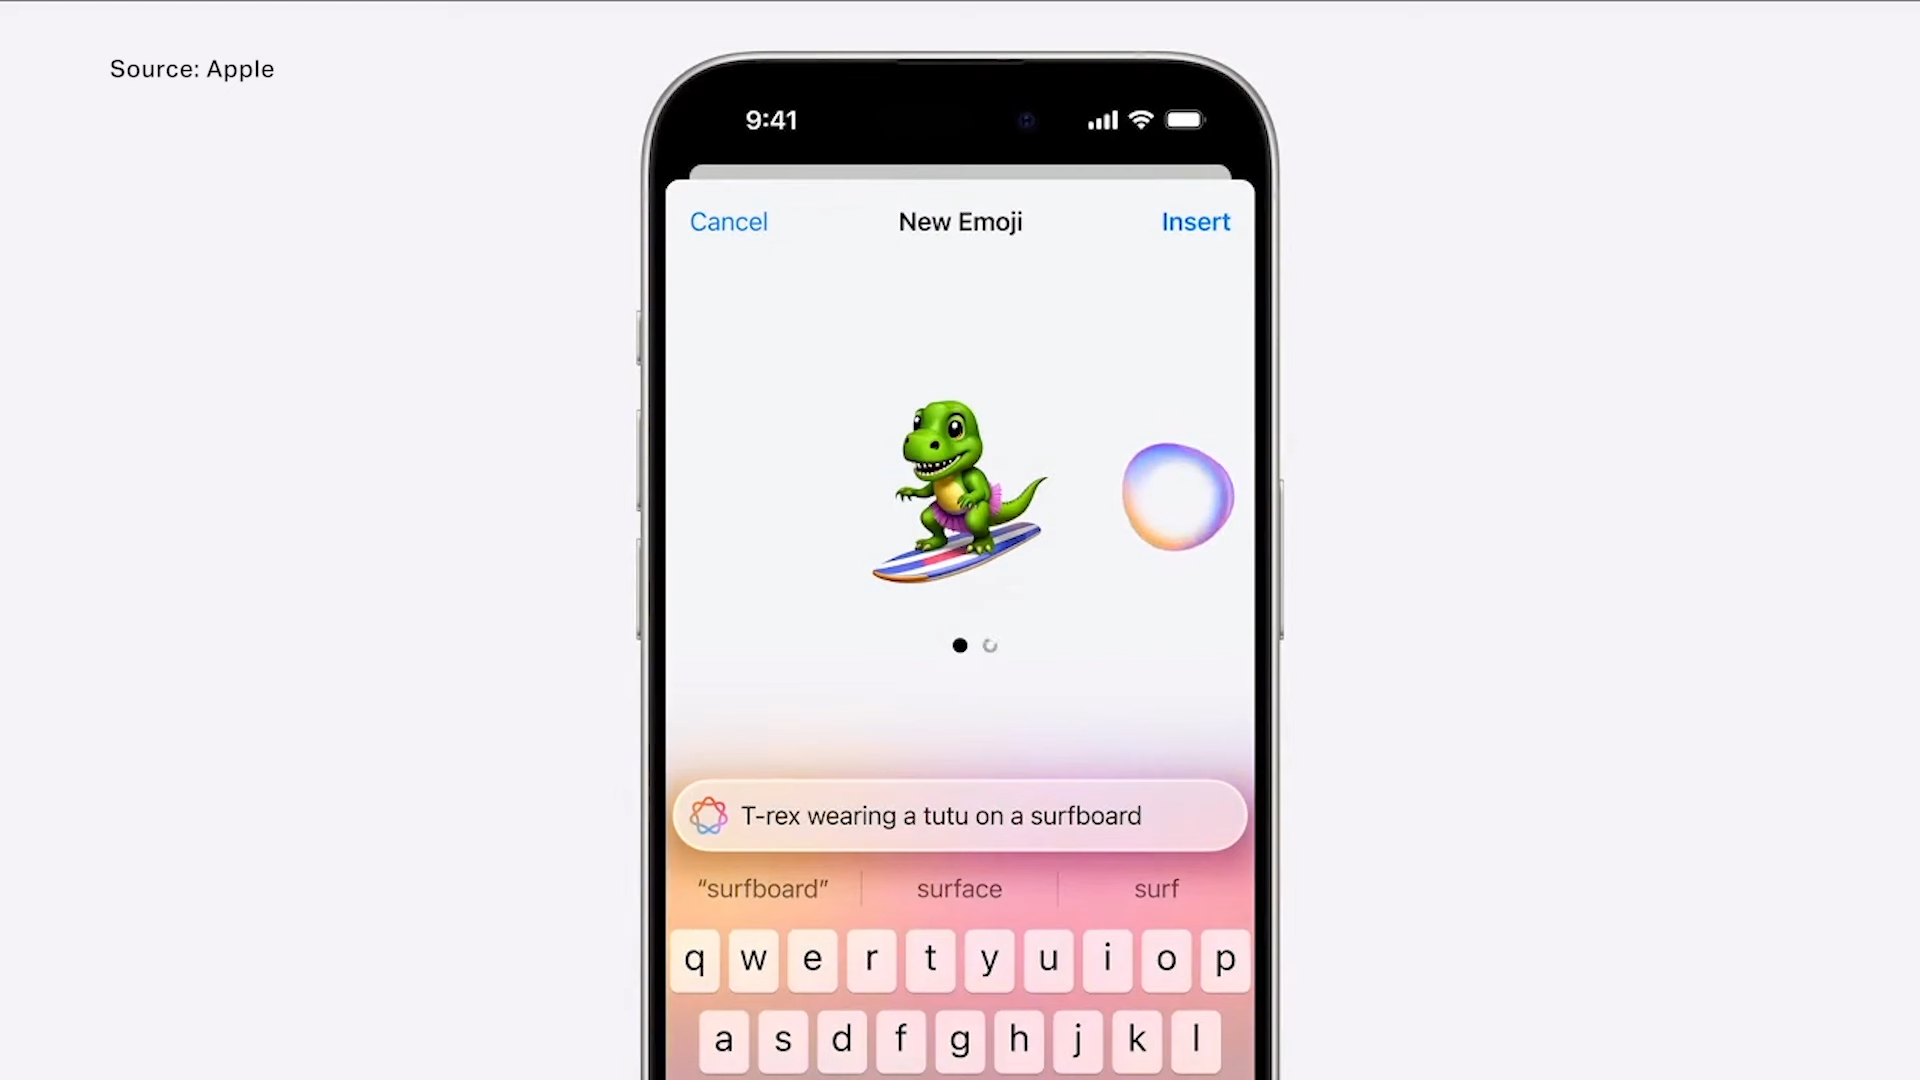 Source: Apple
9:41
Cancel New Emoji Insert
T-rex wearing a tutu on a surfboard
“surfboard” surface surf
q w e r t y u i o p
a s d f g h j k l